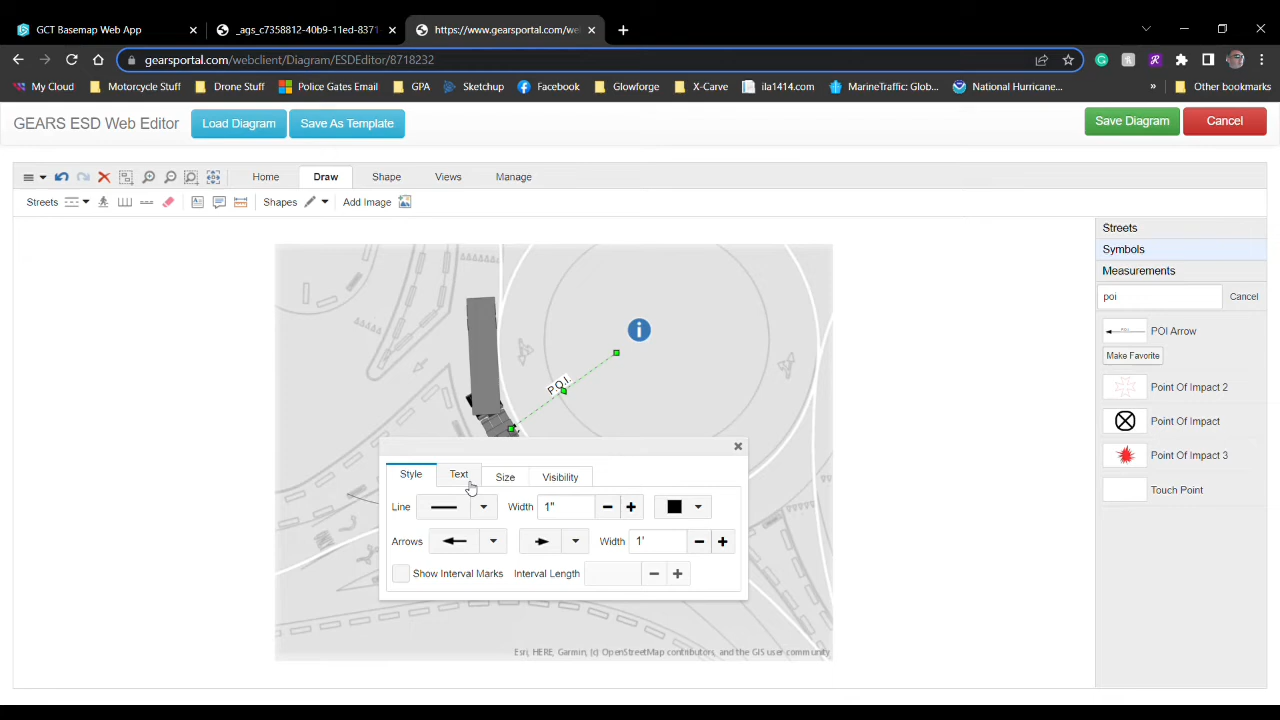 GCT Basemap Web App
_ags_c7358812-40b9-11ed-8371
https://www.gearsportal.com/we
gearsportal.com/webclient/Diagram/ESDEditor/8718232
My Cloud Motorcycle Stuff Drone Stuff Police Gates Email GPA Sketchup Facebook Glowforge X-Carve ila1414.com MarineTraffic: Glob... National Hurricane... » Other bookmarks
GEARS ESD Web Editor Load Diagram Save As Template Save Diagram Cancel
Home Draw Shape Views Manage
Streets Shapes Add Image
Streets
Symbols
Measurements
poi Cancel
POI Arrow
Make Favorite
Point Of Impact 2
Point Of Impact
Point Of Impact 3
Touch Point
P.O.I.
Style Text Size Visibility
Line Width 1"
Arrows Width 1'
Show Interval Marks Interval Length
Esri, HERE, Garmin, (c) OpenStreetMap contributors, and the GIS user community